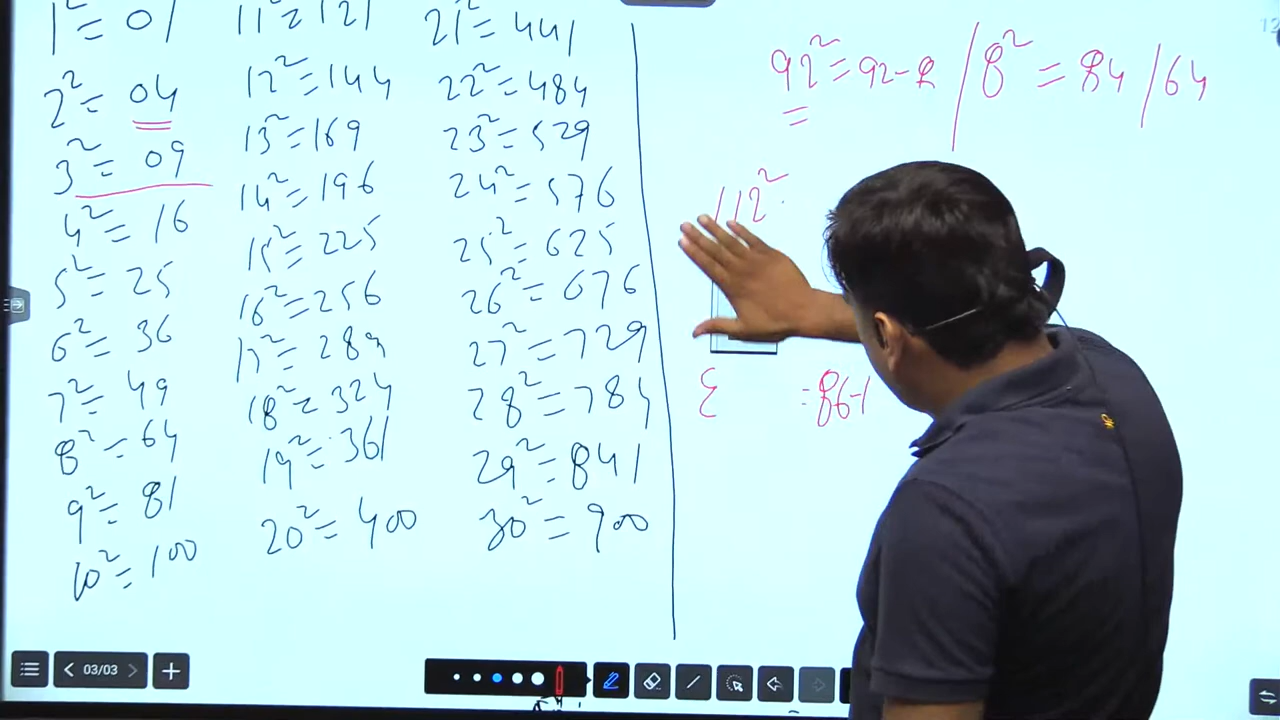 1² = 01
2² = 04
3² = 09
4² = 16
5² = 25
6² = 36
7² = 49
8² = 64
9² = 81
10² = 100
11² = 121
12² = 144
13² = 169
14² = 196
15² = 225
16² = 256
17² = 289
18² = 324
19² = 361
20² = 400
21² = 441
22² = 484
23² = 529
24² = 576
25² = 625
26² = 676
27² = 729
28² = 784
29² = 841
30² = 900
92² = 92-8 / 8² = 84 / 64
112²
= 86-1
03/03